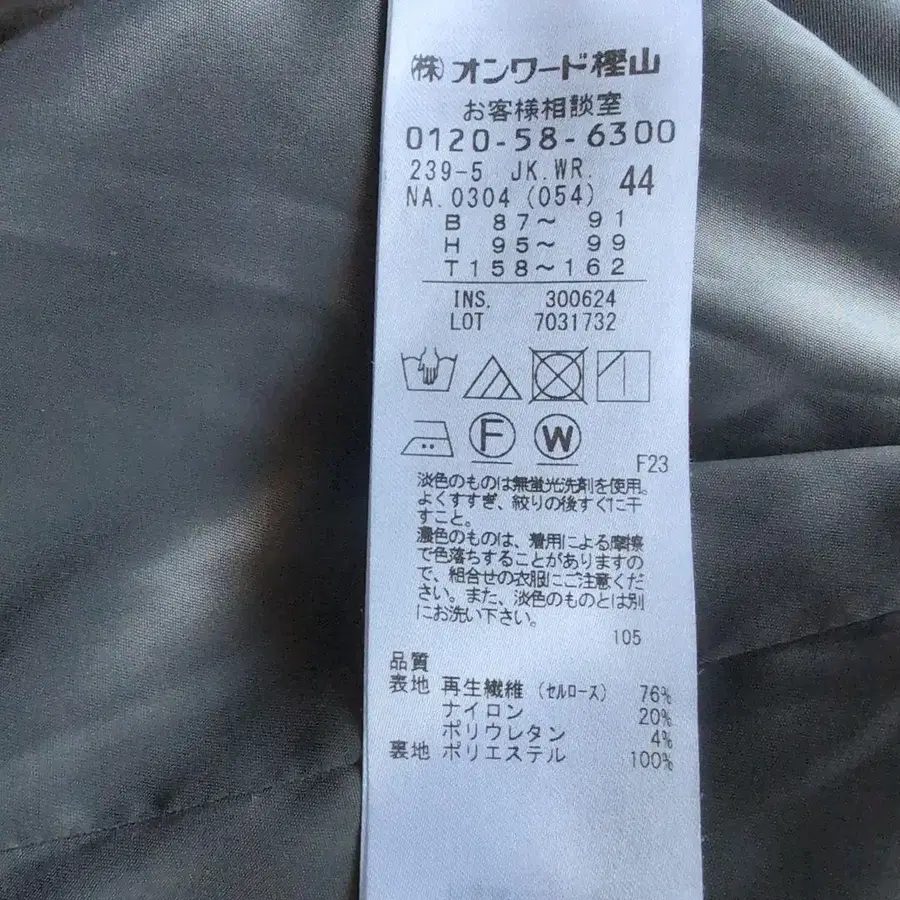 (株)オンワード樫山
お客様相談室
0120-58-6300
239-5 JK.WR. 44
NA.0304 (054)
B 87〜 91
H 95〜 99
T158〜162
INS. 300624
LOT 7031732
F W
F23
淡色のものは無蛍光洗剤を使用。
よくすすぎ、絞りの後すぐに干
すこと。
濃色のものは、着用による摩擦
で色落ちすることがありますの
で、組合せの衣服にご注意くだ
さい。また、淡色のものとは別
にお洗い下さい。
105
品質
表地 再生繊維(セルロース) 76%
ナイロン 20%
ポリウレタン 4%
裏地 ポリエステル 100%